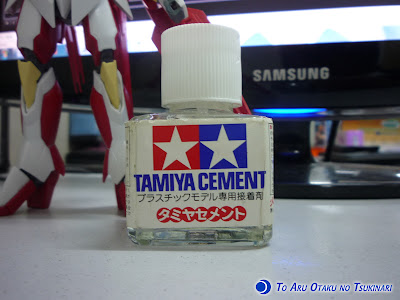 SAMSUNG
TAMIYA CEMENT
プラスチックモデル専用接着剤
タミヤセメント
To Aru Otaku no Tsukinari